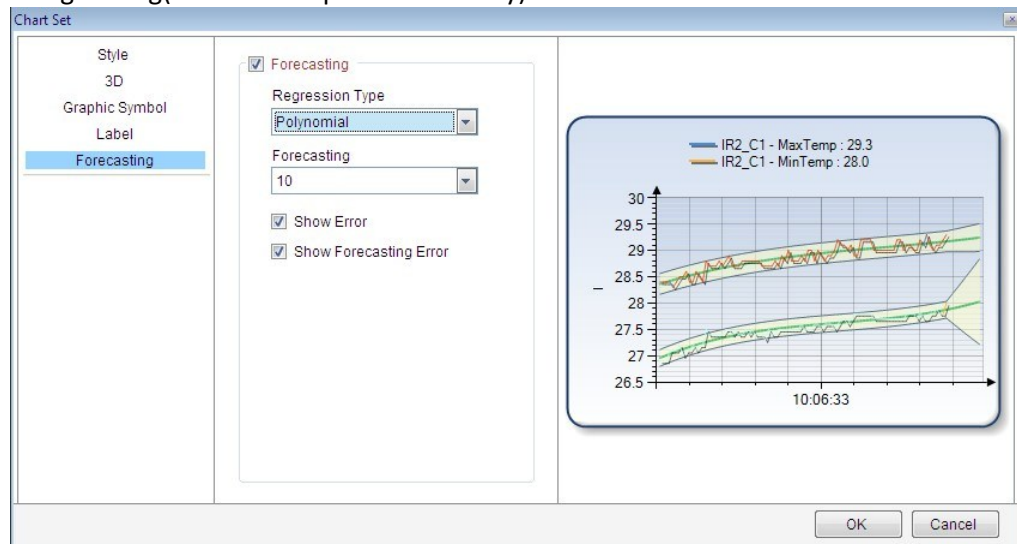 Chart Set
Style
3D
Graphic Symbol
Label
Forecasting
Forecasting
Regression Type
Polynomial
Forecasting
10
Show Error
Show Forecasting Error
IR2_C1 - MaxTemp : 29.3
IR2_C1 - MinTemp : 28.0
30
29.5
29
28.5
28
27.5
27
26.5
10:06:33
OK
Cancel